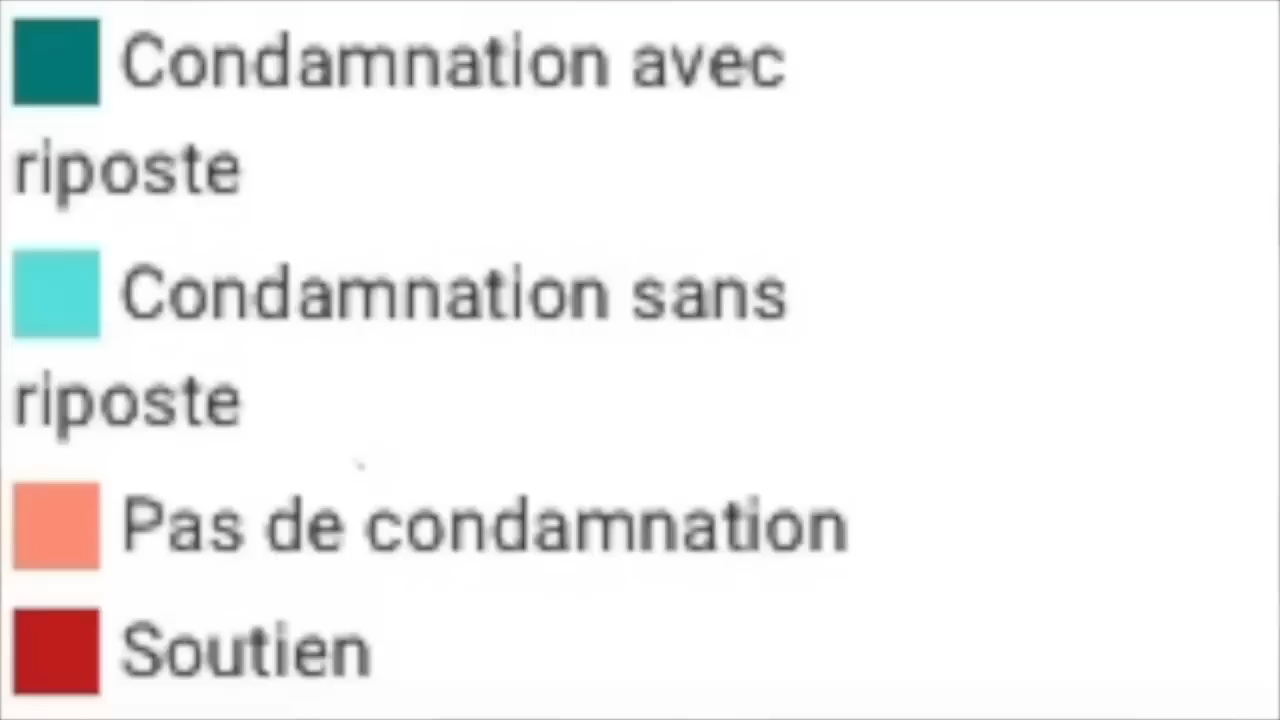 Condamnation avec
riposte
Condamnation sans
riposte
Pas de condamnation
Soutien